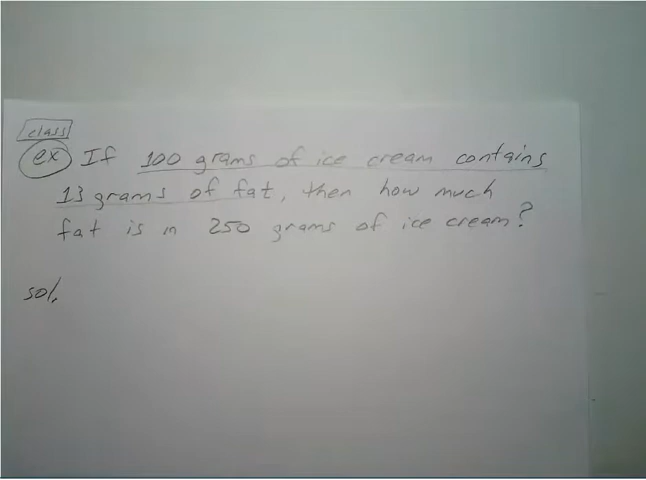 class
ex If 100 grams of ice cream contains
13 grams of fat, then how much
fat is in 250 grams of ice cream?
sol.